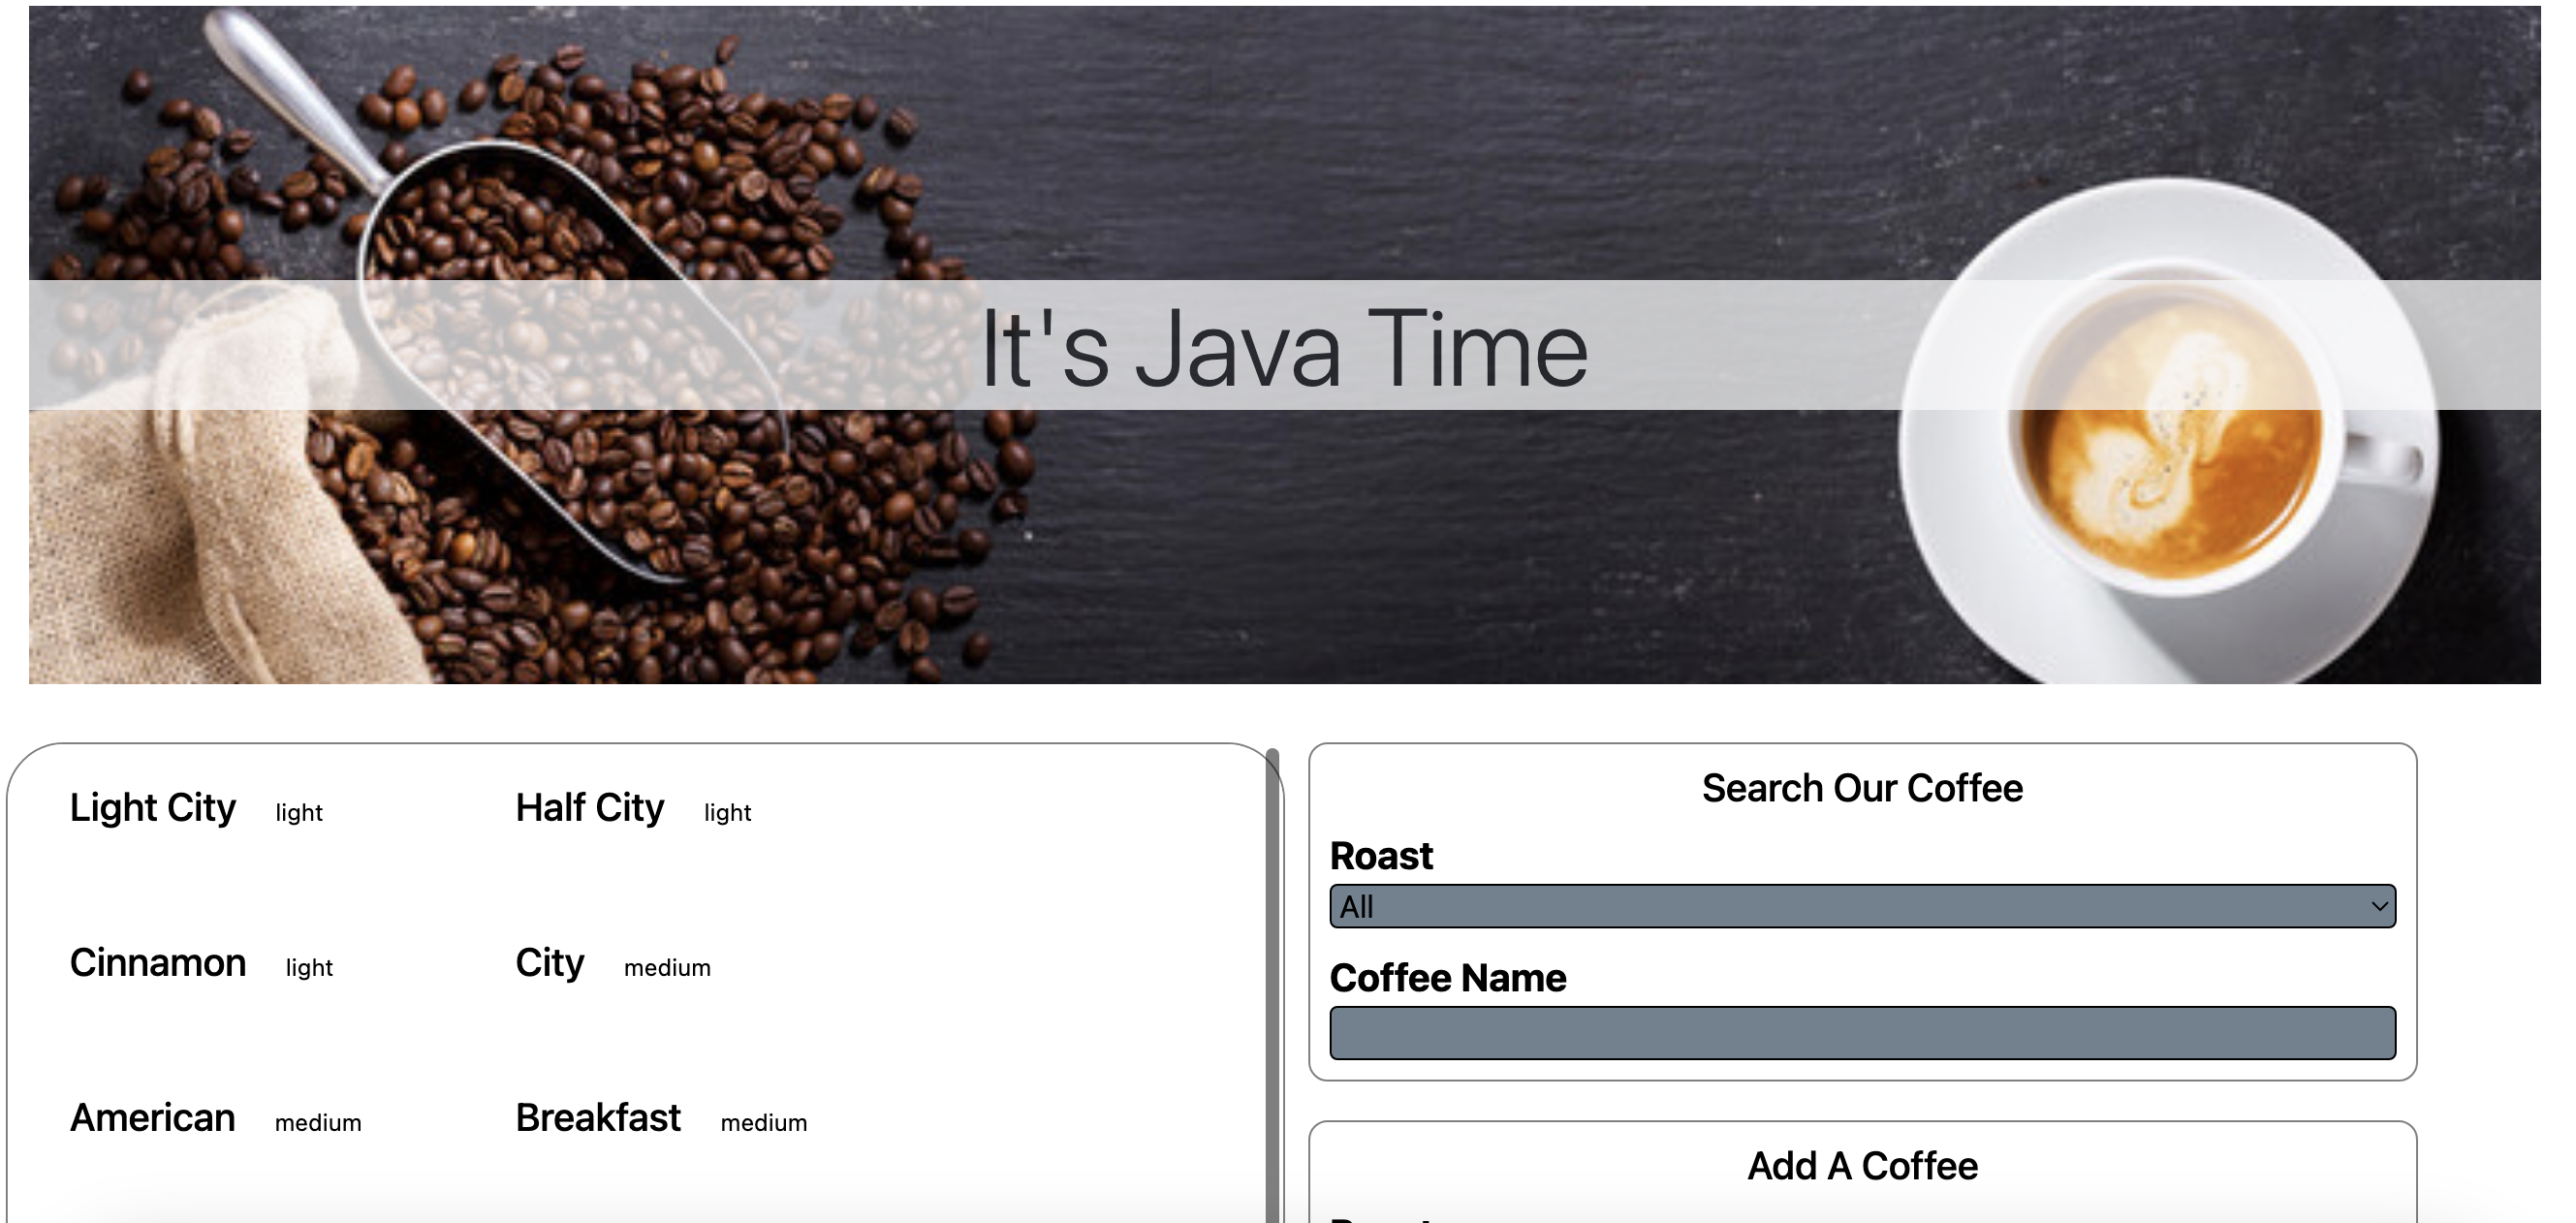 It's Java Time
Light City light
Half City light
Cinnamon light
City medium
American medium
Breakfast medium
Search Our Coffee
Roast
All
Coffee Name
Add A Coffee